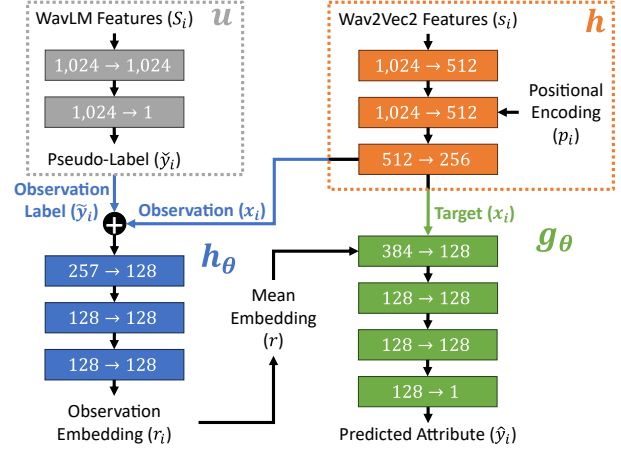 WavLM Features (Sᵢ)
u
1,024 → 1,024
1,024 → 1
Pseudo-Label (ỹᵢ)
Wav2Vec2 Features (sᵢ)
h
1,024 → 512
1,024 → 512
512 → 256
Positional
Encoding
(pᵢ)
Observation
Label (ỹᵢ)
Observation (xᵢ)
+
Target (xᵢ)
h_θ
257 → 128
128 → 128
128 → 128
Observation
Embedding (rᵢ)
Mean
Embedding
(r)
g_θ
384 → 128
128 → 128
128 → 128
128 → 1
Predicted Attribute (ŷᵢ)